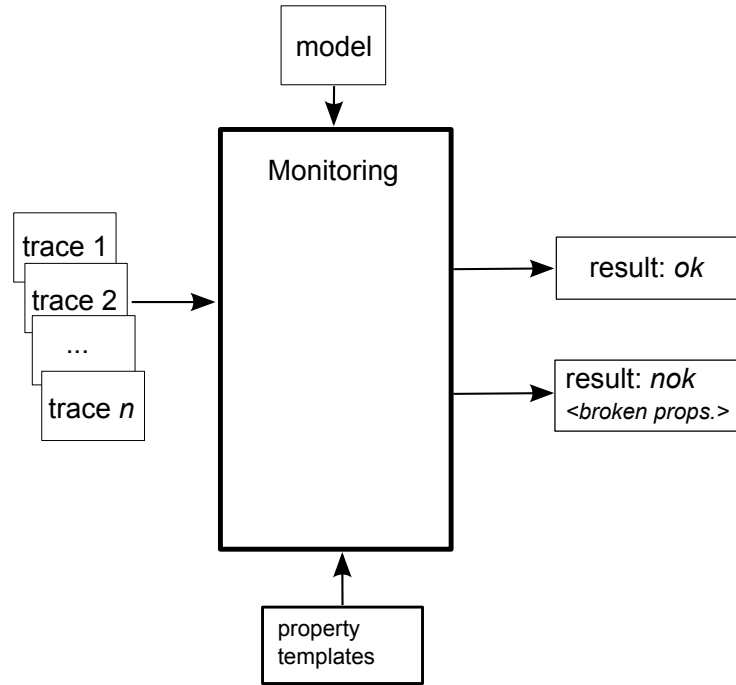 model
Monitoring
trace 1
trace 2
...
trace n
result: ok
result: nok
<broken props.>
property
templates